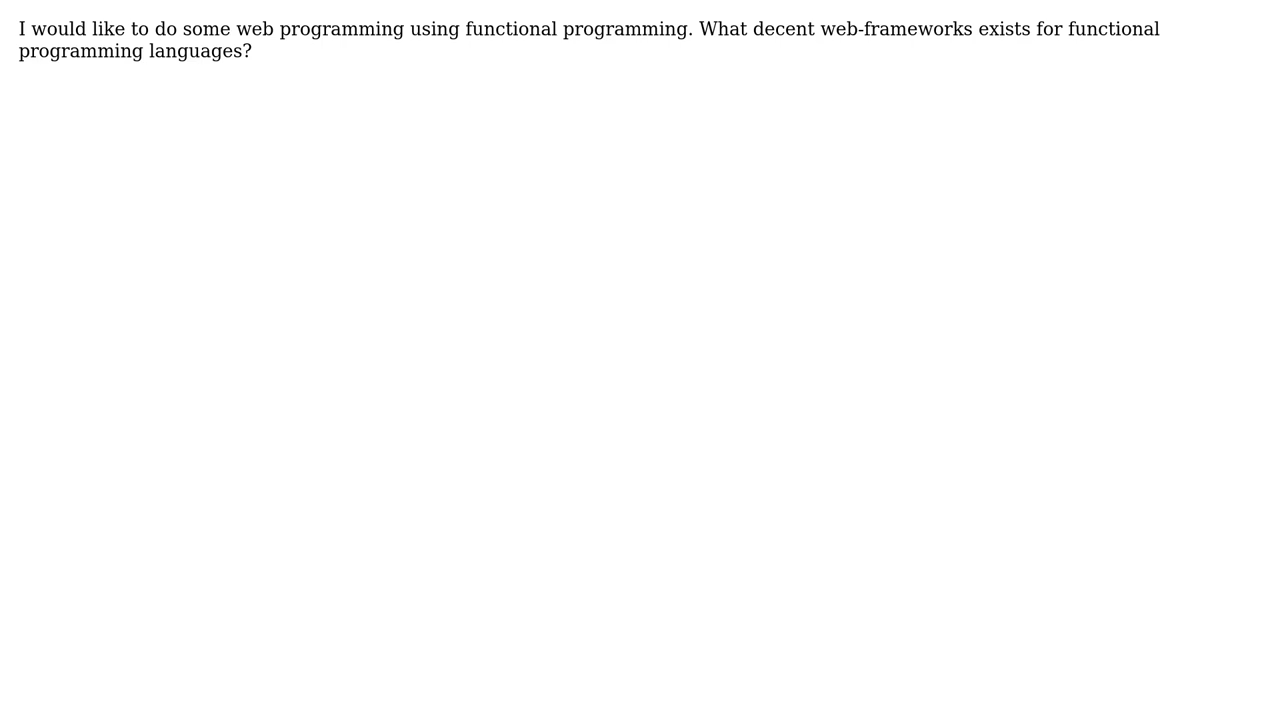 I would like to do some web programming using functional programming. What decent web-frameworks exists for functional
programming languages?